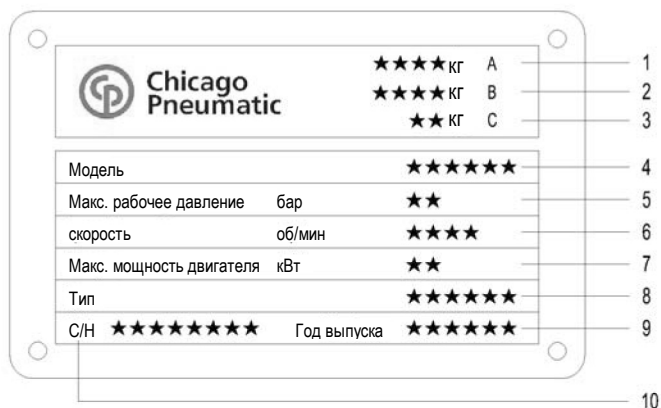 ★★★★кг A 1
Chicago ★★★★кг B 2
Pneumatic ★★кг C 3
Модель ★★★★★★ 4
Макс. рабочее давление бар ★★ 5
скорость об/мин ★★★★ 6
Макс. мощность двигателя кВт ★★ 7
Тип ★★★★★★ 8
С/Н ★★★★★★★★ Год выпуска ★★★★★★ 9
10